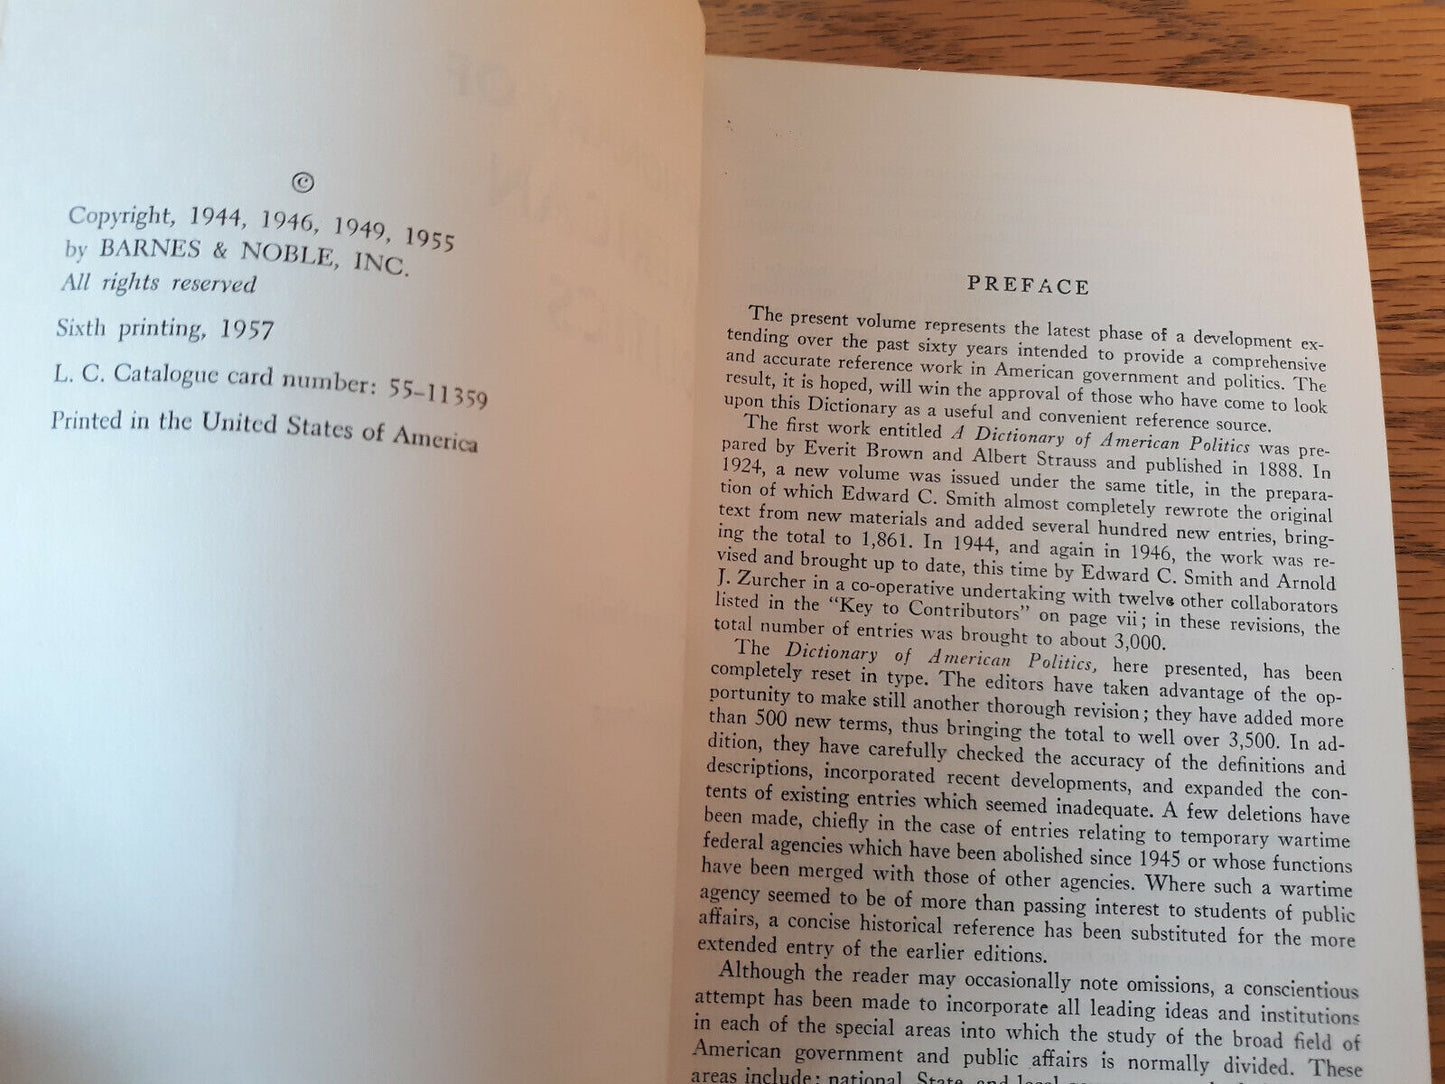 ©
Copyright, 1944, 1946, 1949, 1955
by BARNES & NOBLE, INC.
All rights reserved
Sixth printing, 1957
L. C. Catalogue card number: 55-11359
Printed in the United States of America
PREFACE
The present volume represents the latest phase of a development ex-
tending over the past sixty years intended to provide a comprehensive
and accurate reference work in American government and politics. The
result, it is hoped, will win the approval of those who have come to look
upon this Dictionary as a useful and convenient reference source.
The first work entitled A Dictionary of American Politics was pre-
pared by Everit Brown and Albert Strauss and published in 1888. In
1924, a new volume was issued under the same title, in the prepara-
tion of which Edward C. Smith almost completely rewrote the original
text from new materials and added several hundred new entries, bring-
ing the total to 1,861. In 1944, and again in 1946, the work was re-
vised and brought up to date, this time by Edward C. Smith and Arnold
J. Zurcher in a co-operative undertaking with twelve other collaborators
listed in the "Key to Contributors" on page vii; in these revisions, the
total number of entries was brought to about 3,000.
The Dictionary of American Politics, here presented, has been
completely reset in type. The editors have taken advantage of the op-
portunity to make still another thorough revision; they have added more
than 500 new terms, thus bringing the total to well over 3,500. In ad-
dition, they have carefully checked the accuracy of the definitions and
descriptions, incorporated recent developments, and expanded the con-
tents of existing entries which seemed inadequate. A few deletions have
been made, chiefly in the case of entries relating to temporary wartime
federal agencies which have been abolished since 1945 or whose functions
have been merged with those of other agencies. Where such a wartime
agency seemed to be of more than passing interest to students of public
affairs, a concise historical reference has been substituted for the more
extended entry of the earlier editions.
Although the reader may occasionally note omissions, a conscientious
attempt has been made to incorporate all leading ideas and institutions
in each of the special areas into which the study of the broad field of
American government and public affairs is normally divided. These
areas include: national, State, and local